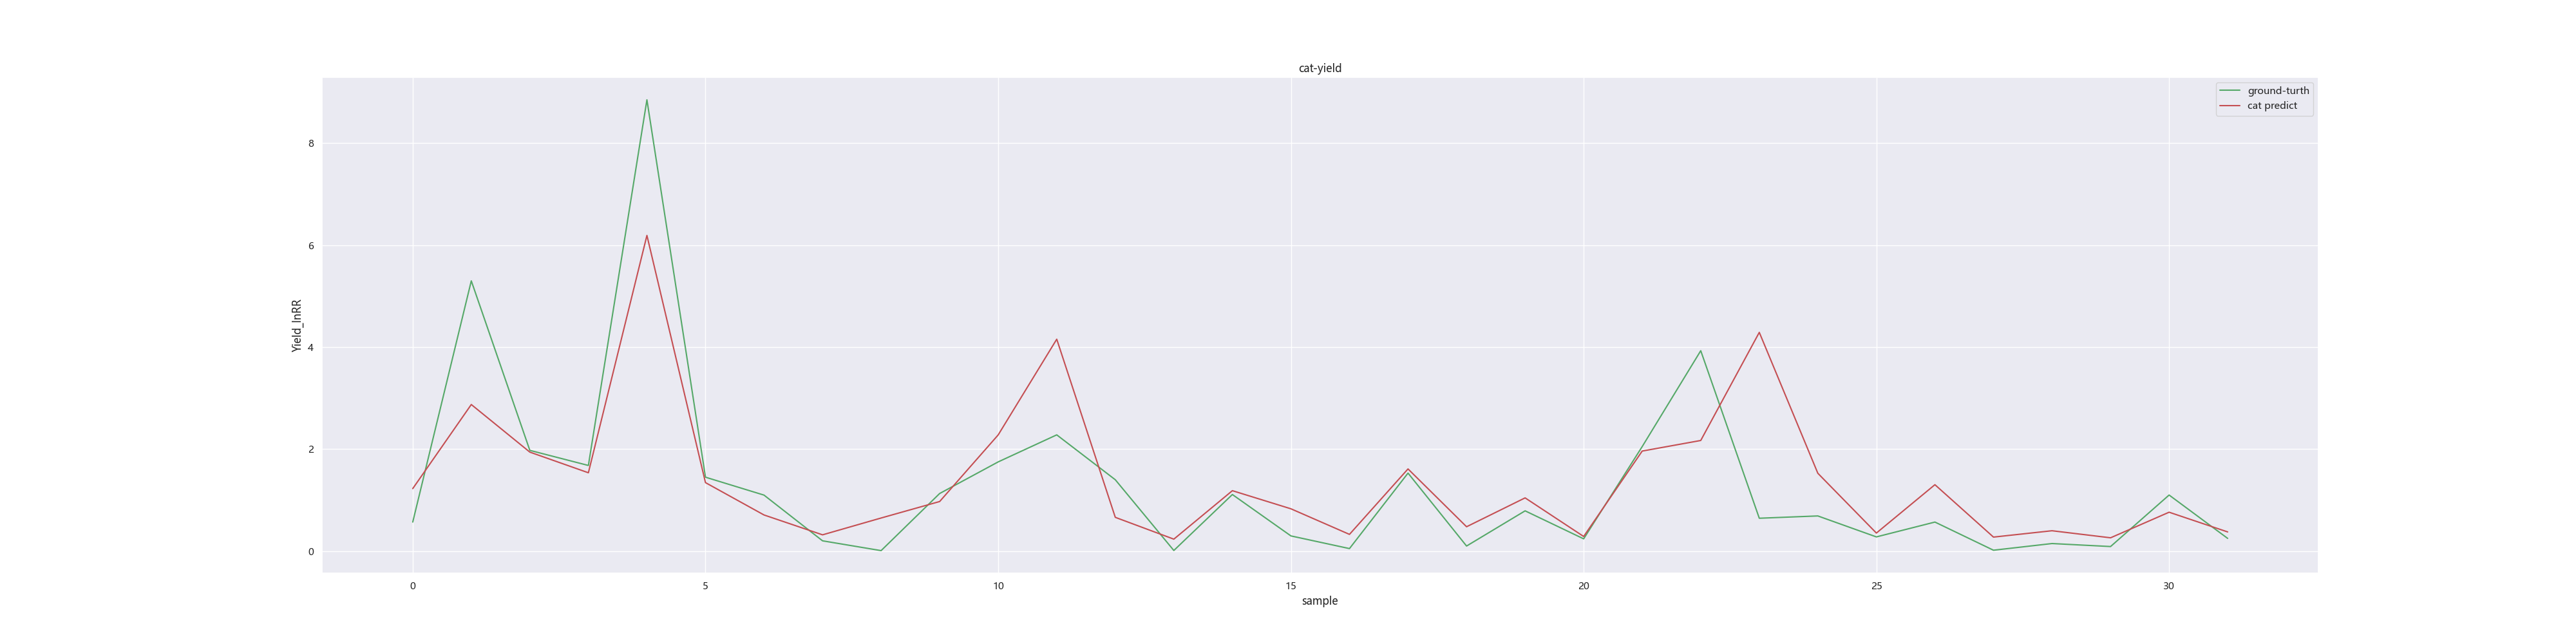 cat-yield
ground-turth
cat predict
8
6
4
2
0
Yield_lnRR
0 5 10 15 20 25 30
sample